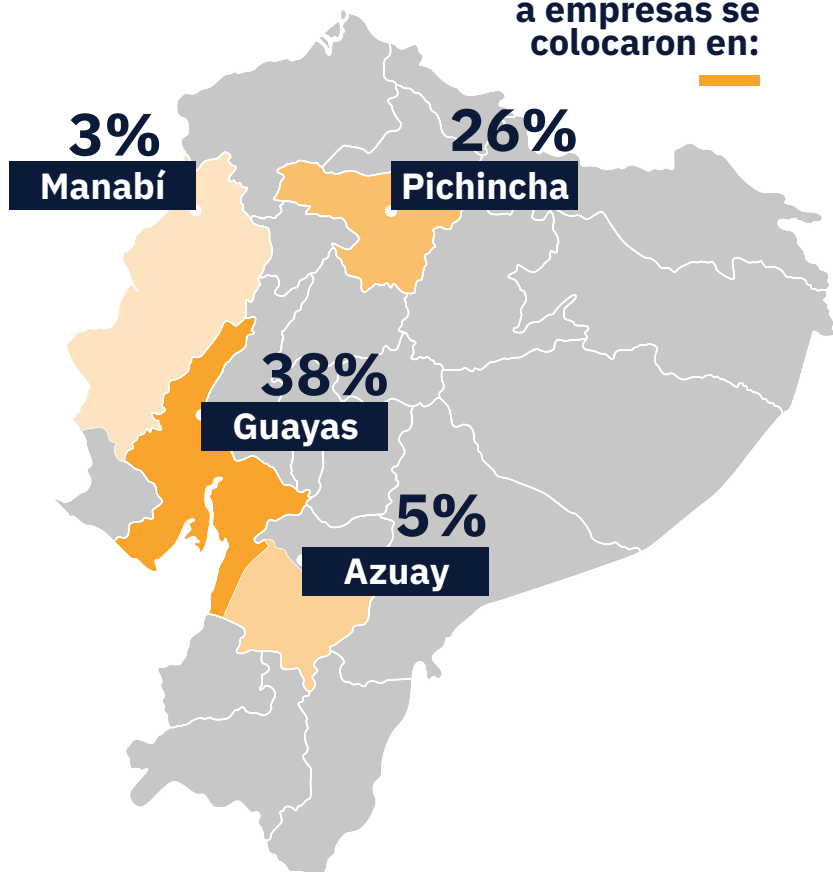 a empresas se
colocaron en:
3%
Manabí
26%
Pichincha
38%
Guayas
5%
Azuay